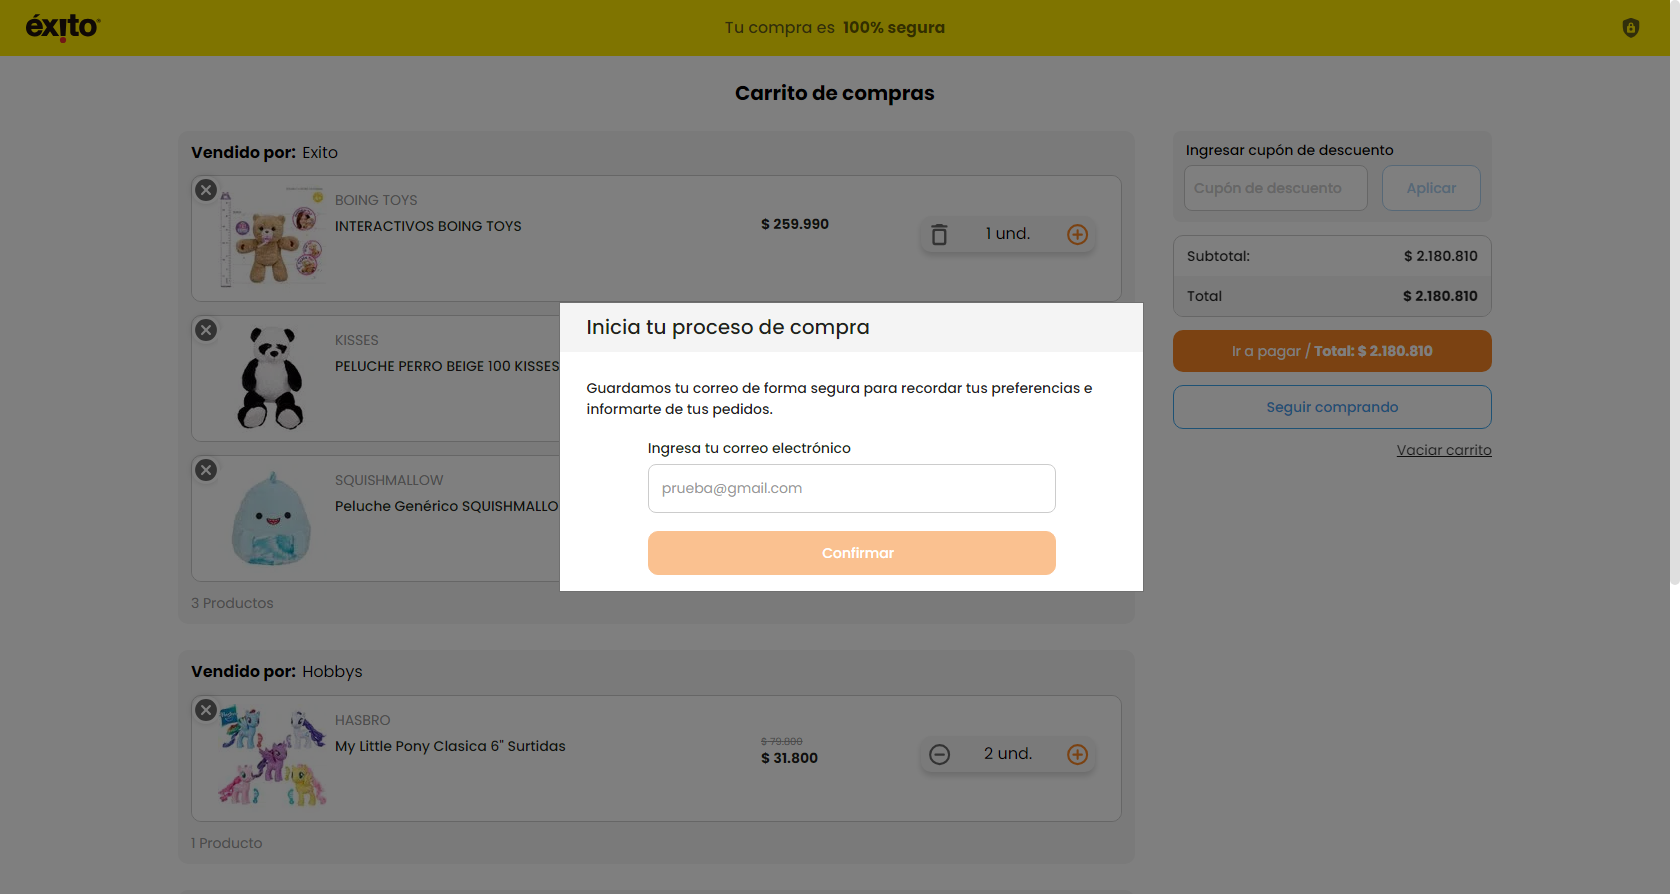 éxito
Tu compra es 100% segura
Carrito de compras
Vendido por: Exito
BOING TOYS
INTERACTIVOS BOING TOYS
$ 259.990
1 und.
KISSES
PELUCHE PERRO BEIGE 100 KISSES
SQUISHMALLOW
Peluche Genérico SQUISHMALLO
3 Productos
Vendido por: Hobbys
HASBRO
My Little Pony Clasica 6" Surtidas
$ 79.800
$ 31.800
2 und.
1 Producto
Inicia tu proceso de compra
Guardamos tu correo de forma segura para recordar tus preferencias e
informarte de tus pedidos.
Ingresa tu correo electrónico
prueba@gmail.com
Confirmar
Ingresar cupón de descuento
Cupón de descuento
Aplicar
Subtotal: $ 2.180.810
Total $ 2.180.810
Ir a pagar / Total: $ 2.180.810
Seguir comprando
Vaciar carrito